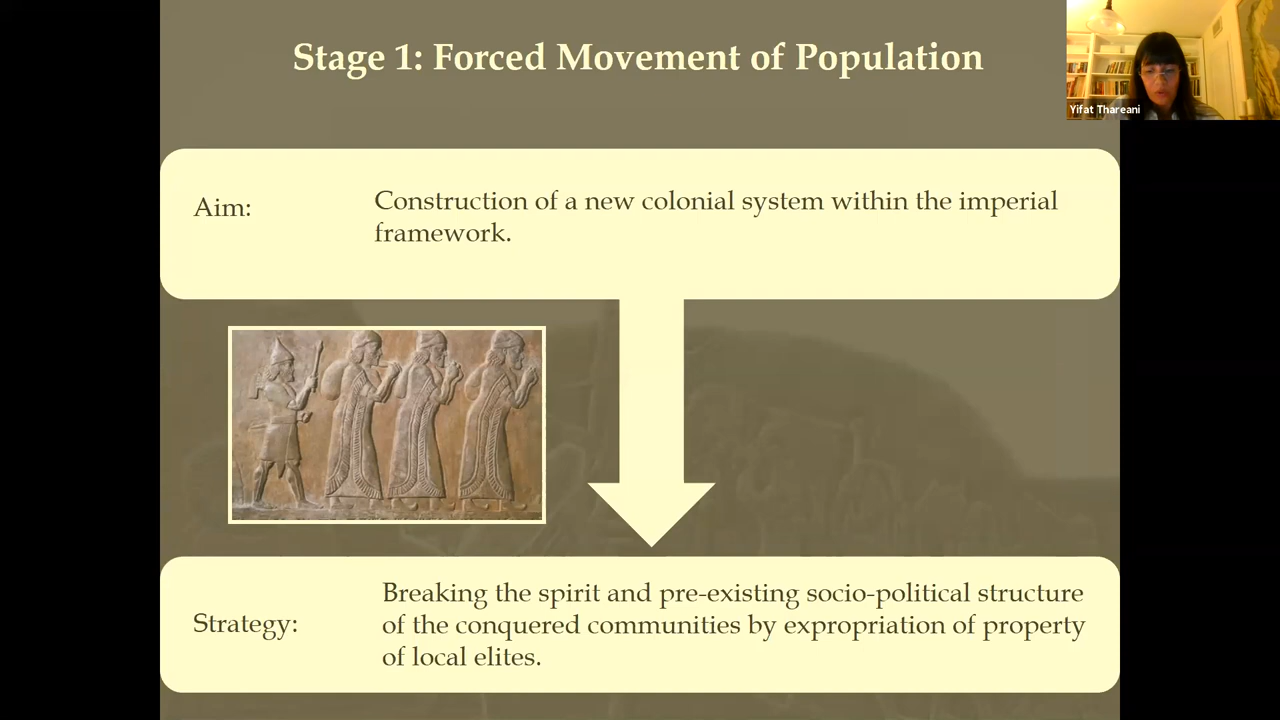 Stage 1: Forced Movement of Population
Yifat Thareani
Aim:
Construction of a new colonial system within the imperial
framework.
Strategy:
Breaking the spirit and pre-existing socio-political structure
of the conquered communities by expropriation of property
of local elites.